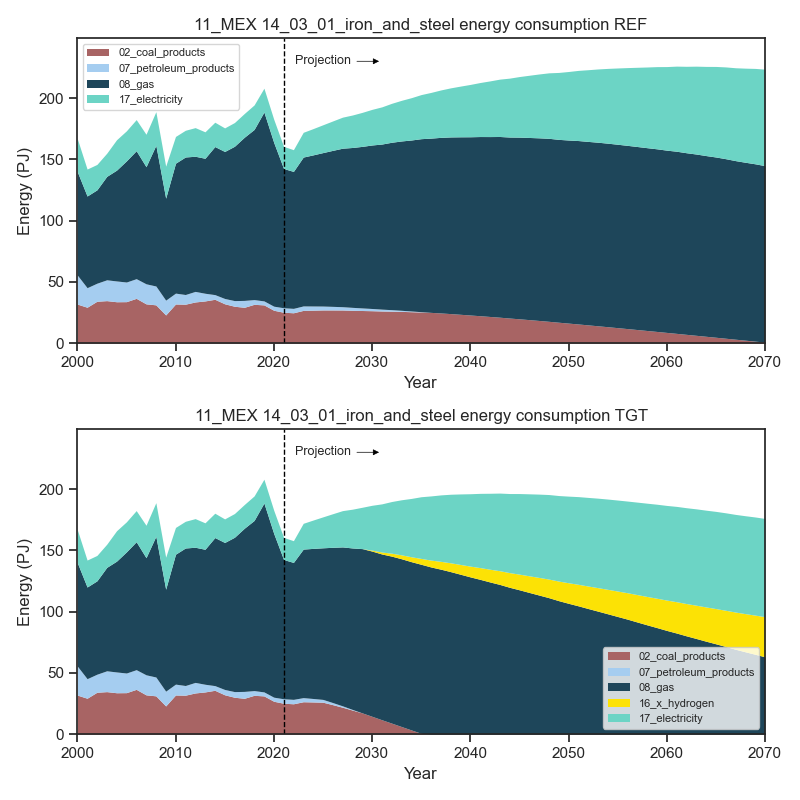 11_MEX 14_03_01_iron_and_steel energy consumption REF
Energy (PJ)
200
150
100
50
0
02_coal_products
07_petroleum_products
08_gas
17_electricity
Projection
2000 2010 2020 2030 2040 2050 2060 2070
Year
11_MEX 14_03_01_iron_and_steel energy consumption TGT
Energy (PJ)
200
150
100
50
0
Projection
02_coal_products
07_petroleum_products
08_gas
16_x_hydrogen
17_electricity
2000 2010 2020 2030 2040 2050 2060 2070
Year